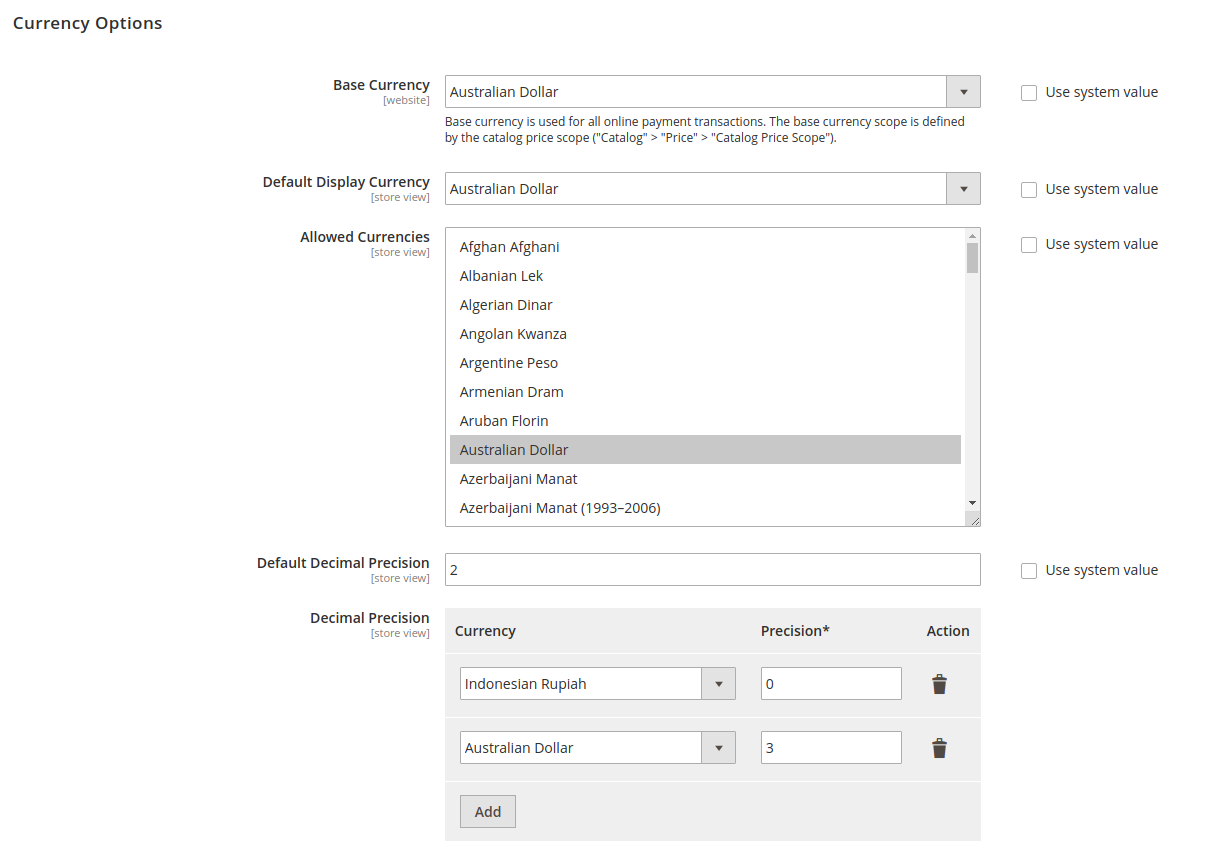 Currency Options
Base Currency
[website]
Australian Dollar
Use system value
Base currency is used for all online payment transactions. The base currency scope is defined
by the catalog price scope ("Catalog" > "Price" > "Catalog Price Scope").
Default Display Currency
[store view]
Australian Dollar
Use system value
Allowed Currencies
[store view]
Afghan Afghani
Albanian Lek
Algerian Dinar
Angolan Kwanza
Argentine Peso
Armenian Dram
Aruban Florin
Australian Dollar
Azerbaijani Manat
Azerbaijani Manat (1993–2006)
Use system value
Default Decimal Precision
[store view]
2
Use system value
Decimal Precision
[store view]
Currency Precision* Action
Indonesian Rupiah 0
Australian Dollar 3
Add